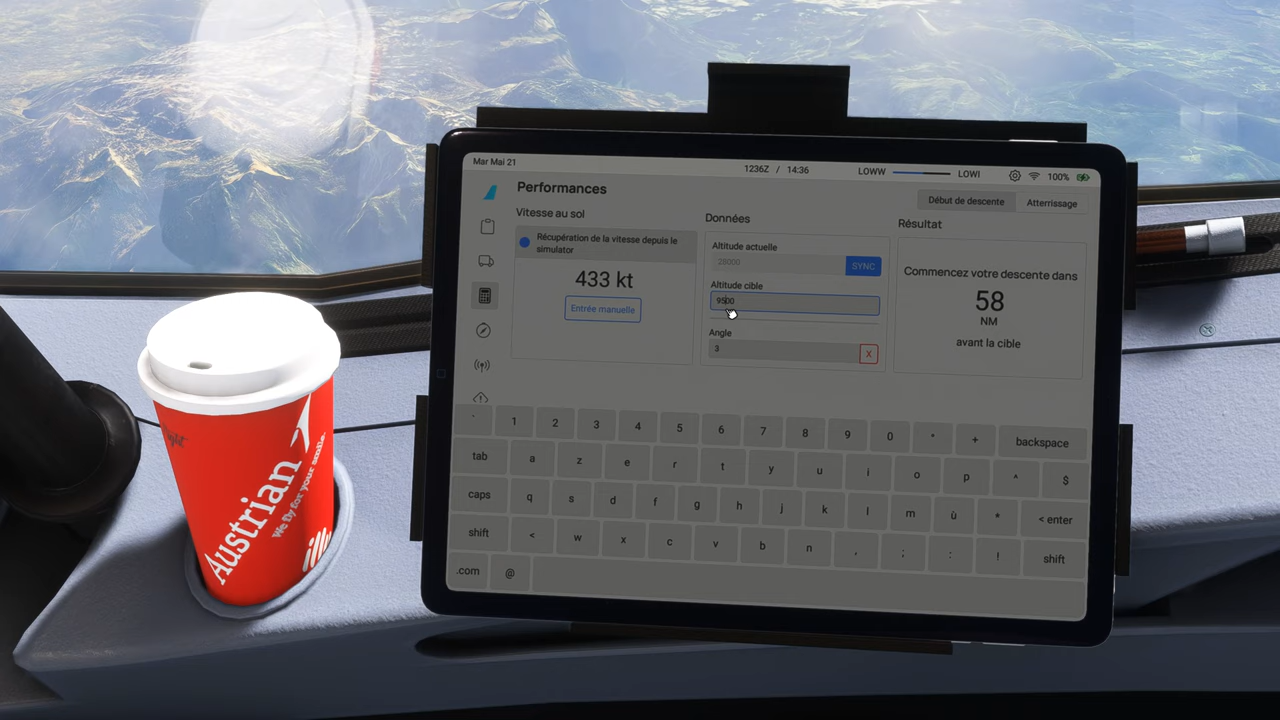 Mar Mai 21
1236Z / 14:36
LOWW
LOWI
100%
Performances
Début de descente
Atterrissage
Vitesse au sol
Récupération de la vitesse depuis le
simulator
433 kt
Entrée manuelle
Données
Altitude actuelle
28000
SYNC
Altitude cible
9500
Angle
3
X
Résultat
Commencez votre descente dans
58
NM
avant la cible
` 1 2 3 4 5 6 7 8 9 0 ° + backspace
tab a z e r t y u i o p ^ $
caps q s d f g h j k l m ù * < enter
shift < w x c v b n , ; : ! shift
.com @
Austrian
We fly for your smile.